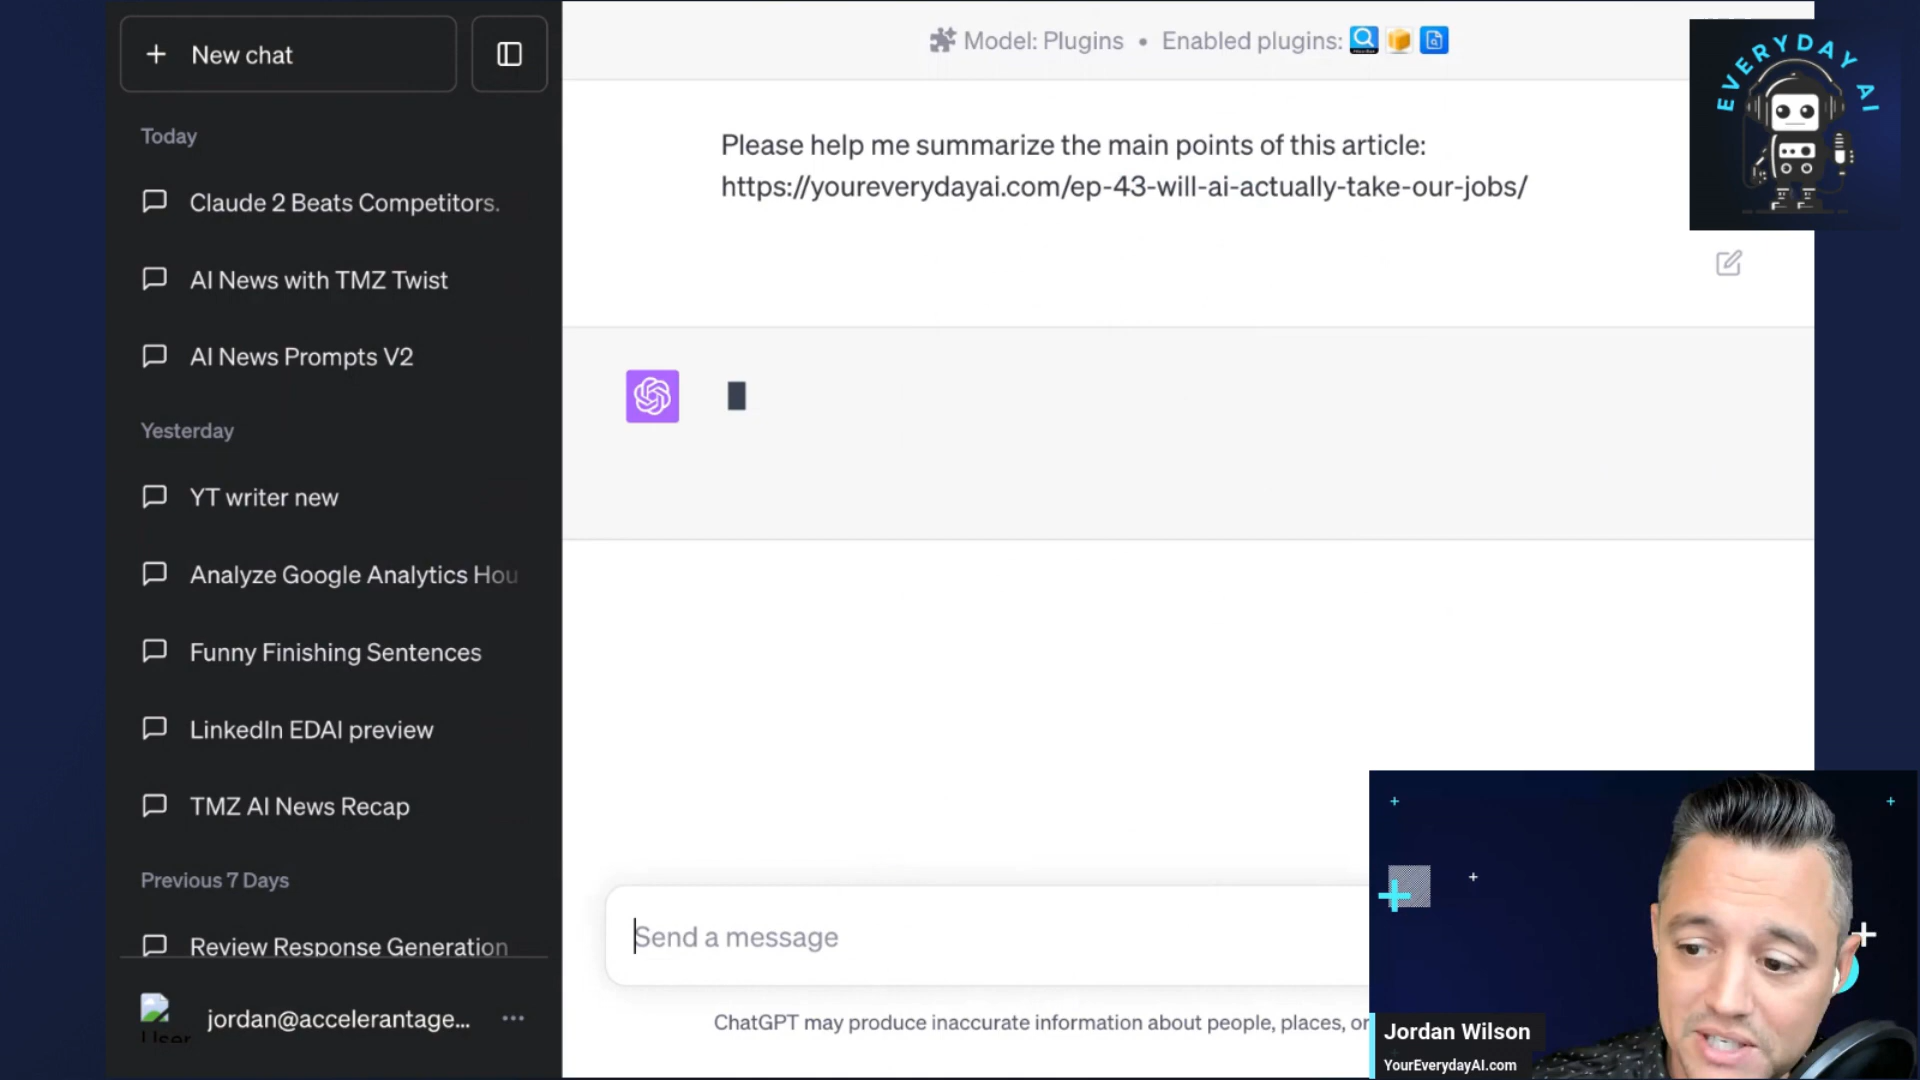 New chat
Today
Claude 2 Beats Competitors.
AI News with TMZ Twist
AI News Prompts V2
Yesterday
YT writer new
Analyze Google Analytics Hou
Funny Finishing Sentences
LinkedIn EDAI preview
TMZ AI News Recap
Previous 7 Days
Review Response Generation
User
jordan@accelerantage...
Model: Plugins • Enabled plugins:
Please help me summarize the main points of this article:
https://youreverydayai.com/ep-43-will-ai-actually-take-our-jobs/
Send a message
ChatGPT may produce inaccurate information about people, places, or
EVERYDAY AI
Jordan Wilson
YourEverydayAI.com